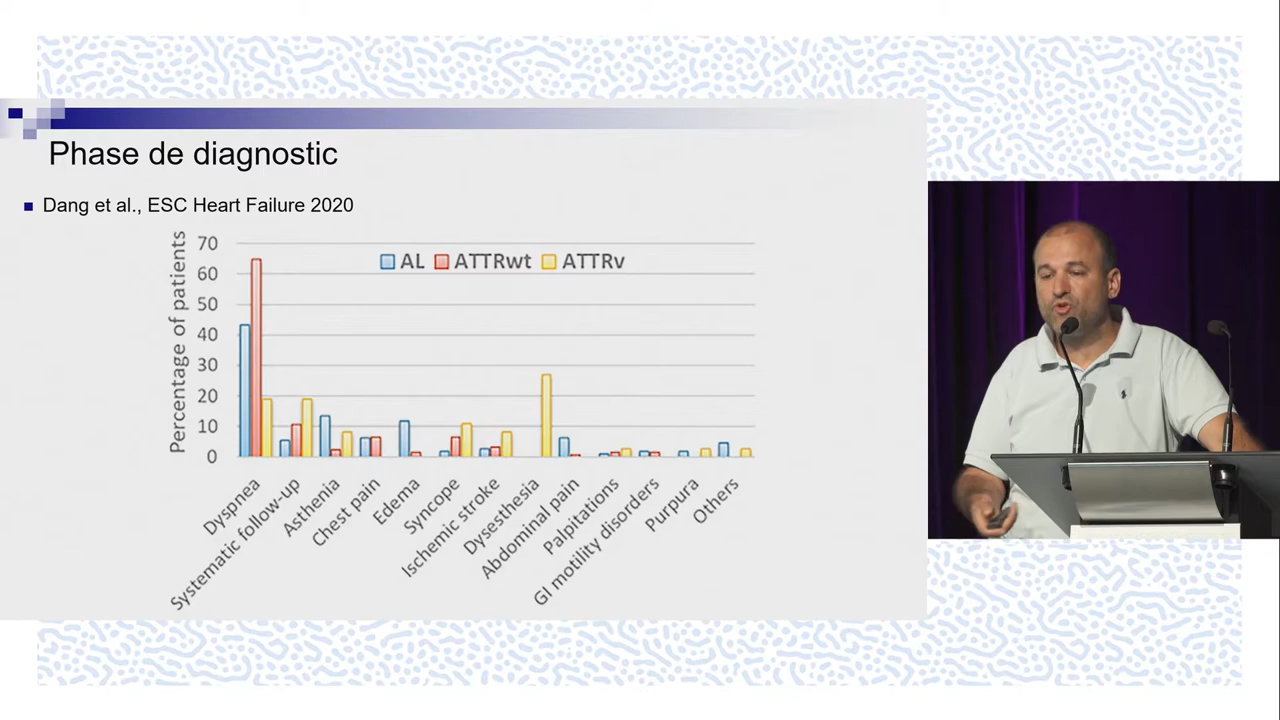 Phase de diagnostic
Dang et al., ESC Heart Failure 2020
Percentage of patients
70
60
50
40
30
20
10
0
AL ATTRwt ATTRv
Dyspnea
Systematic follow-up
Asthenia
Chest pain
Edema
Syncope
Ischemic stroke
Dysesthesia
Abdominal pain
Palpitations
GI motility disorders
Purpura
Others